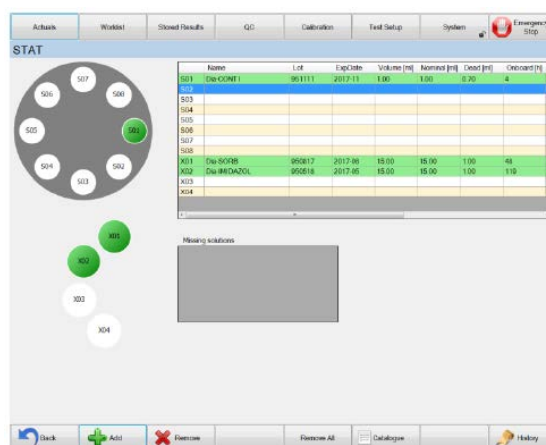 Actuals Worklist Stored Results QC Calibration Test Setup System Emergency Stop
STAT
Name Lot ExpDate Volume [ml] Nominal [ml] Dead [ml] Onboard [h]
S01 Dia-CONT I 951111 2017-11 1.00 1.00 0.70 4
S02
S03
S04
S05
S06
S07
S08
X01 Dia-SORB 050817 2017-06 15.00 15.00 1.00 48
X02 Dia-IMIDAZOL 050518 2017-05 15.00 15.00 1.00 119
X03
X04
S07
S06 S08
S05 S01
S04 S02
S03
X01
X02
X03
X04
Missing solutions
Back Add Remove Remove All Catalogue History